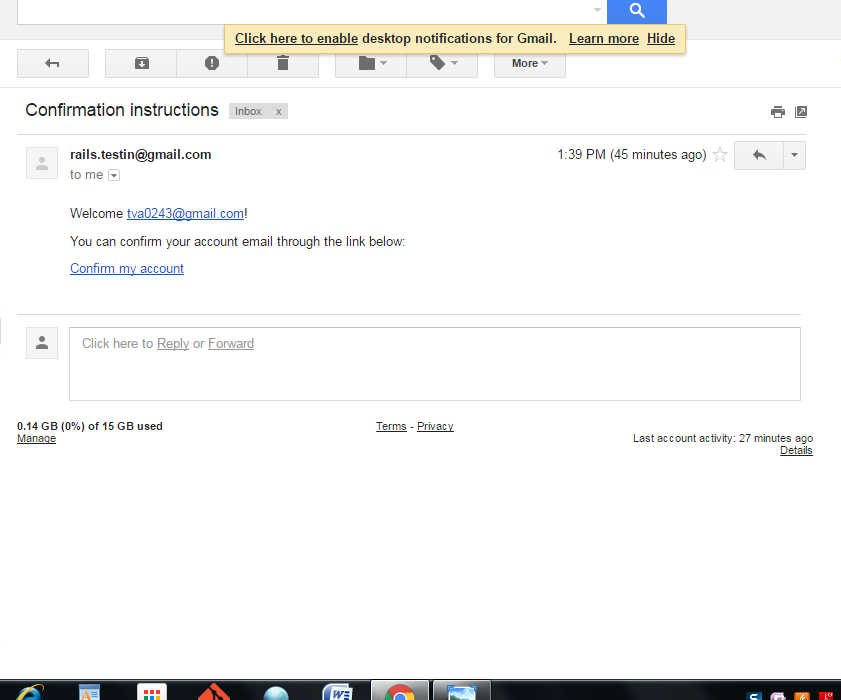 Click here to enable desktop notifications for Gmail. Learn more Hide
More
Confirmation instructions Inbox x
rails.testin@gmail.com 1:39 PM (45 minutes ago)
to me
Welcome tva0243@gmail.com!
You can confirm your account email through the link below:
Confirm my account
Click here to Reply or Forward
0.14 GB (0%) of 15 GB used
Manage
Terms - Privacy
Last account activity: 27 minutes ago
Details